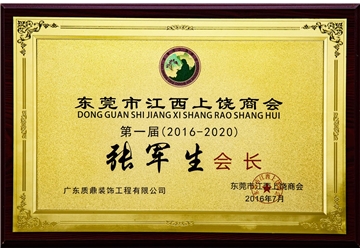 东莞市江西上饶商会
DONG GUAN SHI JIANG XI SHANG RAO SHANG HUI
第一届(2016-2020)
张军生会长
广东质鼎装饰工程有限公司
东莞市江西上饶商会
2016年7月